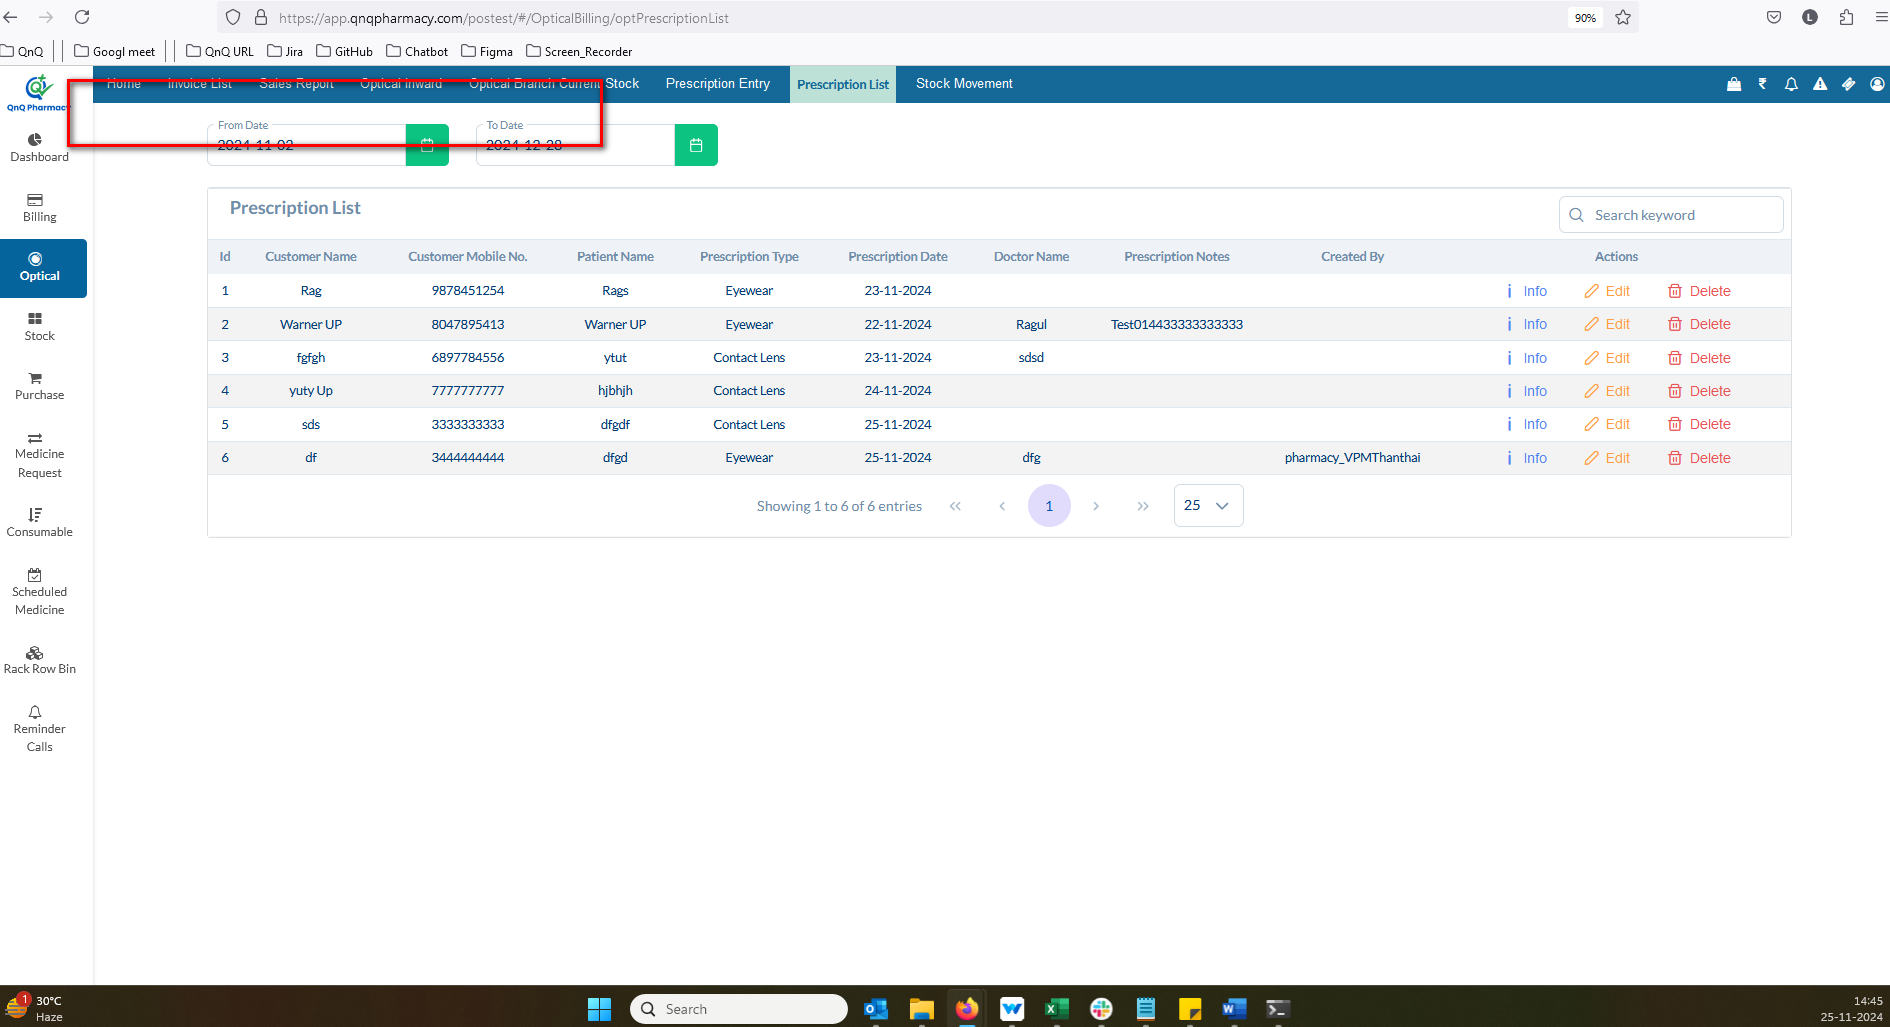 https://app.qnqpharmacy.com/postest/#/OpticalBilling/optPrescriptionList
90%
L
QnQ
Googl meet
QnQ URL
Jira
GitHub
Chatbot
Figma
Screen_Recorder
QnQ Pharmacy
Home Invoice List Sales Report Optical Inward Optical Branch Current Stock Prescription Entry Prescription List Stock Movement
Dashboard
Billing
Optical
Stock
Purchase
Medicine
Request
Consumable
Scheduled
Medicine
Rack Row Bin
Reminder
Calls
From Date
2024-11-02
To Date
2024-12-28
Prescription List
Search keyword
Id Customer Name Customer Mobile No. Patient Name Prescription Type Prescription Date Doctor Name Prescription Notes Created By Actions
1 Rag 9878451254 Rags Eyewear 23-11-2024 Info Edit Delete
2 Warner UP 8047895413 Warner UP Eyewear 22-11-2024 Ragul Test014433333333333 Info Edit Delete
3 fgfgh 6897784556 ytut Contact Lens 23-11-2024 sdsd Info Edit Delete
4 yuty Up 7777777777 hjbhjh Contact Lens 24-11-2024 Info Edit Delete
5 sds 3333333333 dfgdf Contact Lens 25-11-2024 Info Edit Delete
6 df 3444444444 dfgd Eyewear 25-11-2024 dfg pharmacy_VPMThanthai Info Edit Delete
Showing 1 to 6 of 6 entries << < 1 > >> 25
1
30°C
Haze
Search
14:45
25-11-2024